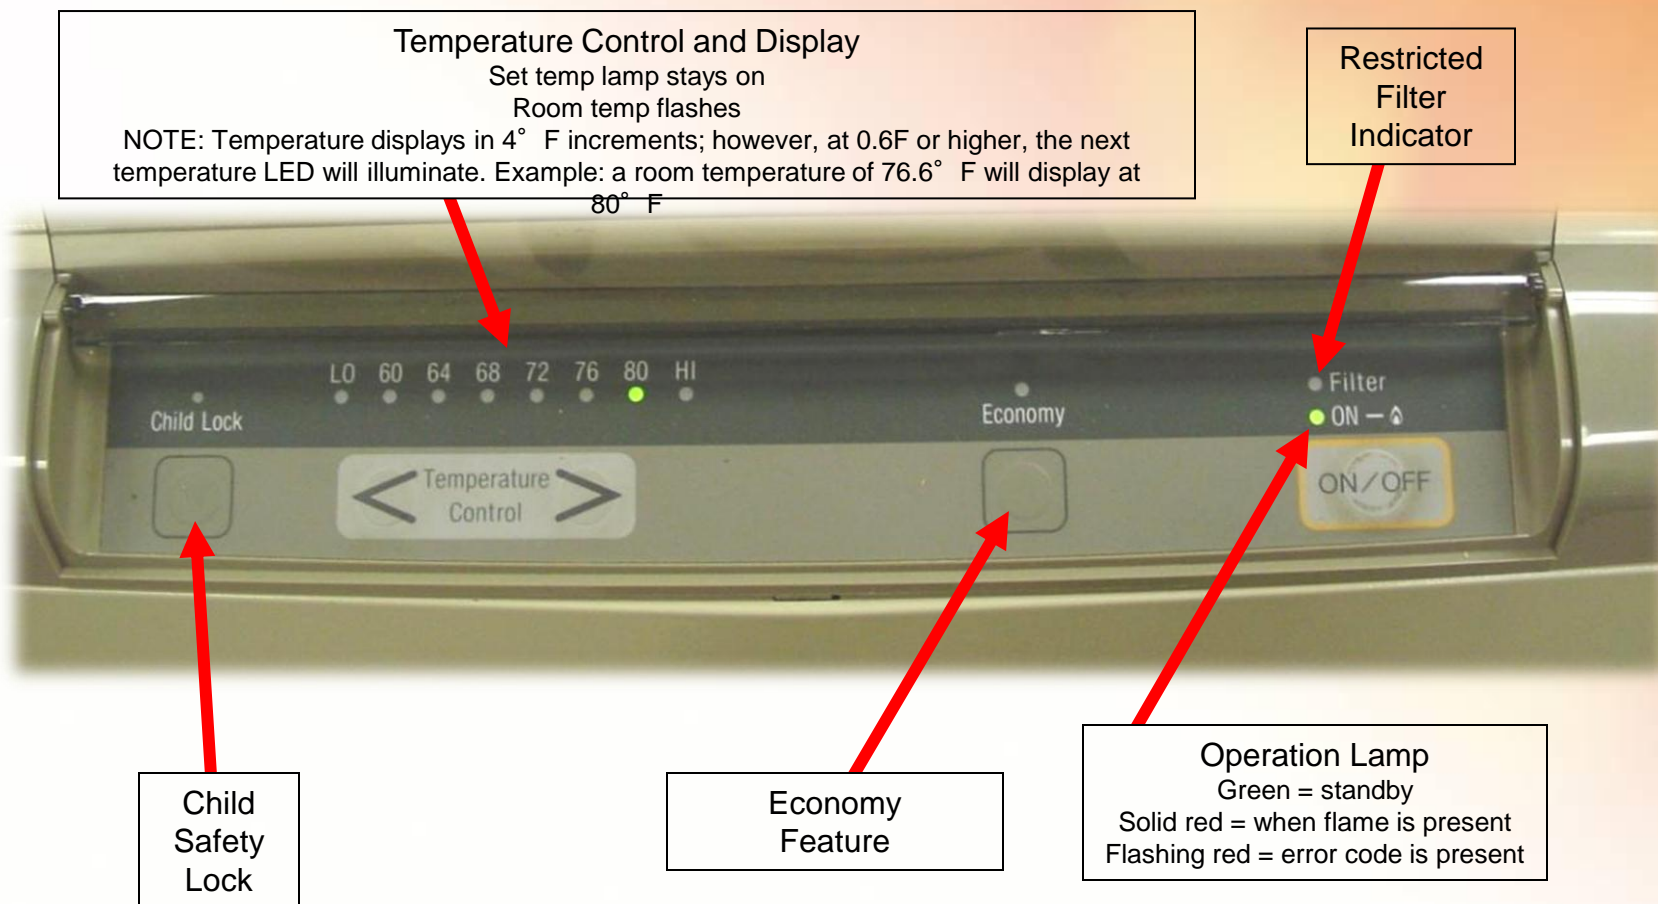 Temperature Control and Display
Set temp lamp stays on
Room temp flashes
NOTE: Temperature displays in 4° F increments; however, at 0.6F or higher, the next
temperature LED will illuminate. Example: a room temperature of 76.6° F will display at
80° F
Restricted
Filter
Indicator
LO 60 64 68 72 76 80 HI
Child Lock
Economy
Filter
ON –
Temperature
Control
ON/OFF
Child
Safety
Lock
Economy
Feature
Operation Lamp
Green = standby
Solid red = when flame is present
Flashing red = error code is present